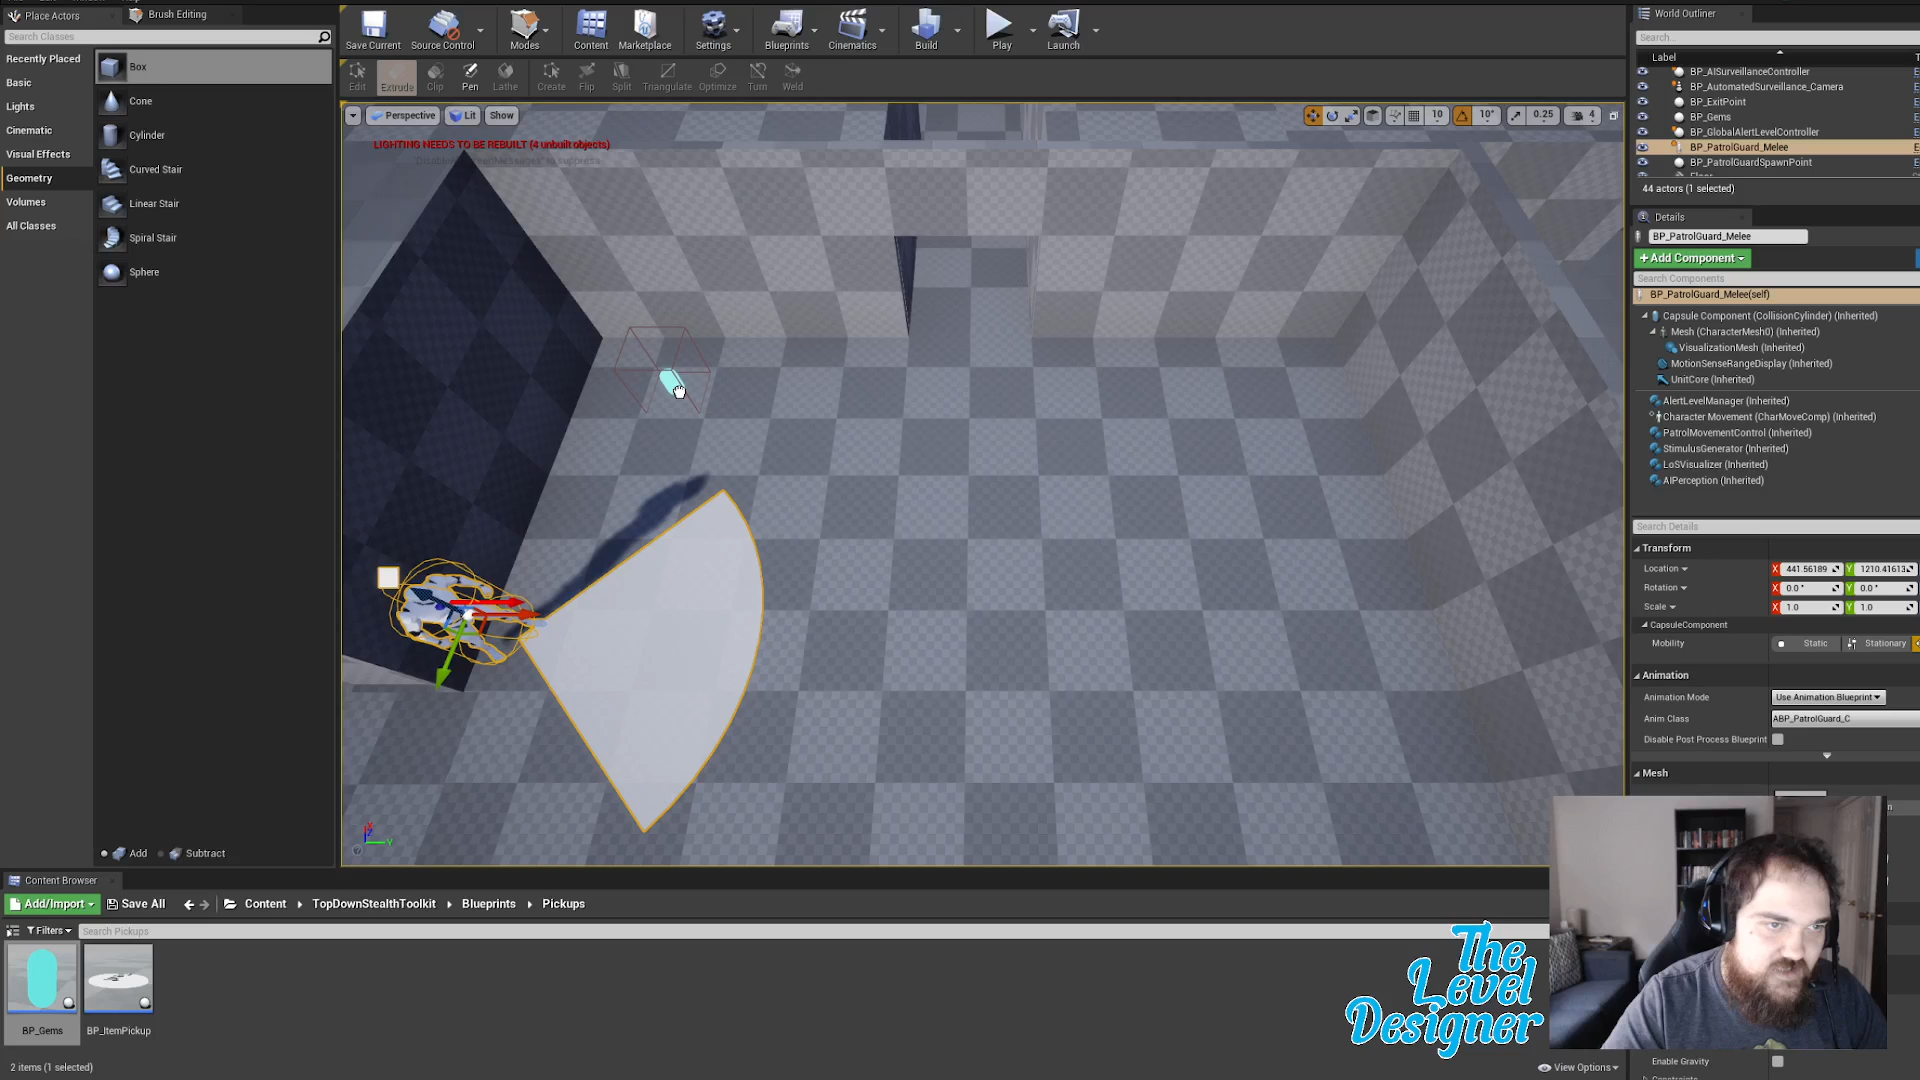 Place Actors
Brush Editing
Search Classes
Recently Placed
Basic
Lights
Cinematic
Visual Effects
Geometry
Volumes
All Classes
Box
Cone
Cylinder
Curved Stair
Linear Stair
Spiral Stair
Sphere
Add
Subtract
Save Current
Source Control
Modes
Content
Marketplace
Settings
Blueprints
Cinematics
Build
Play
Launch
Edit
Extrude
Clip
Pen
Lathe
Create
Flip
Split
Triangulate
Optimize
Turn
Weld
Perspective
Lit
Show
10
10°
0.25
4
LIGHTING NEEDS TO BE REBUILT (4 unbuilt objects)
World Outliner
Search...
Label
BP_AISurveillanceController
BP_AutomatedSurveillance_Camera
BP_ExitPoint
BP_Gems
BP_GlobalAlertLevelController
BP_PatrolGuard_Melee
BP_PatrolGuardSpawnPoint
44 actors (1 selected)
Details
BP_PatrolGuard_Melee
+ Add Component
Search Components
BP_PatrolGuard_Melee(self)
Capsule Component (CollisionCylinder) (Inherited)
Mesh (CharacterMesh0) (Inherited)
VisualizationMesh (Inherited)
MotionSenseRangeDisplay (Inherited)
UnitCore (Inherited)
AlertLevelManager (Inherited)
Character Movement (CharMoveComp) (Inherited)
PatrolMovementControl (Inherited)
StimulusGenerator (Inherited)
LoSVisualizer (Inherited)
AIPerception (Inherited)
Search Details
Transform
Location X 441.56189 Y 1210.41613
Rotation X 0.0 ° Y 0.0 °
Scale X 1.0 Y 1.0
CapsuleComponent
Mobility Static Stationary
Animation
Animation Mode Use Animation Blueprint
Anim Class ABP_PatrolGuard_C
Disable Post Process Blueprint
Mesh
Enable Gravity
Content Browser
Add/Import
Save All
Content
TopDownStealthToolkit
Blueprints
Pickups
Filters
Search Pickups
BP_Gems
BP_ItemPickup
2 items (1 selected)
View Options
The
Level
Designer